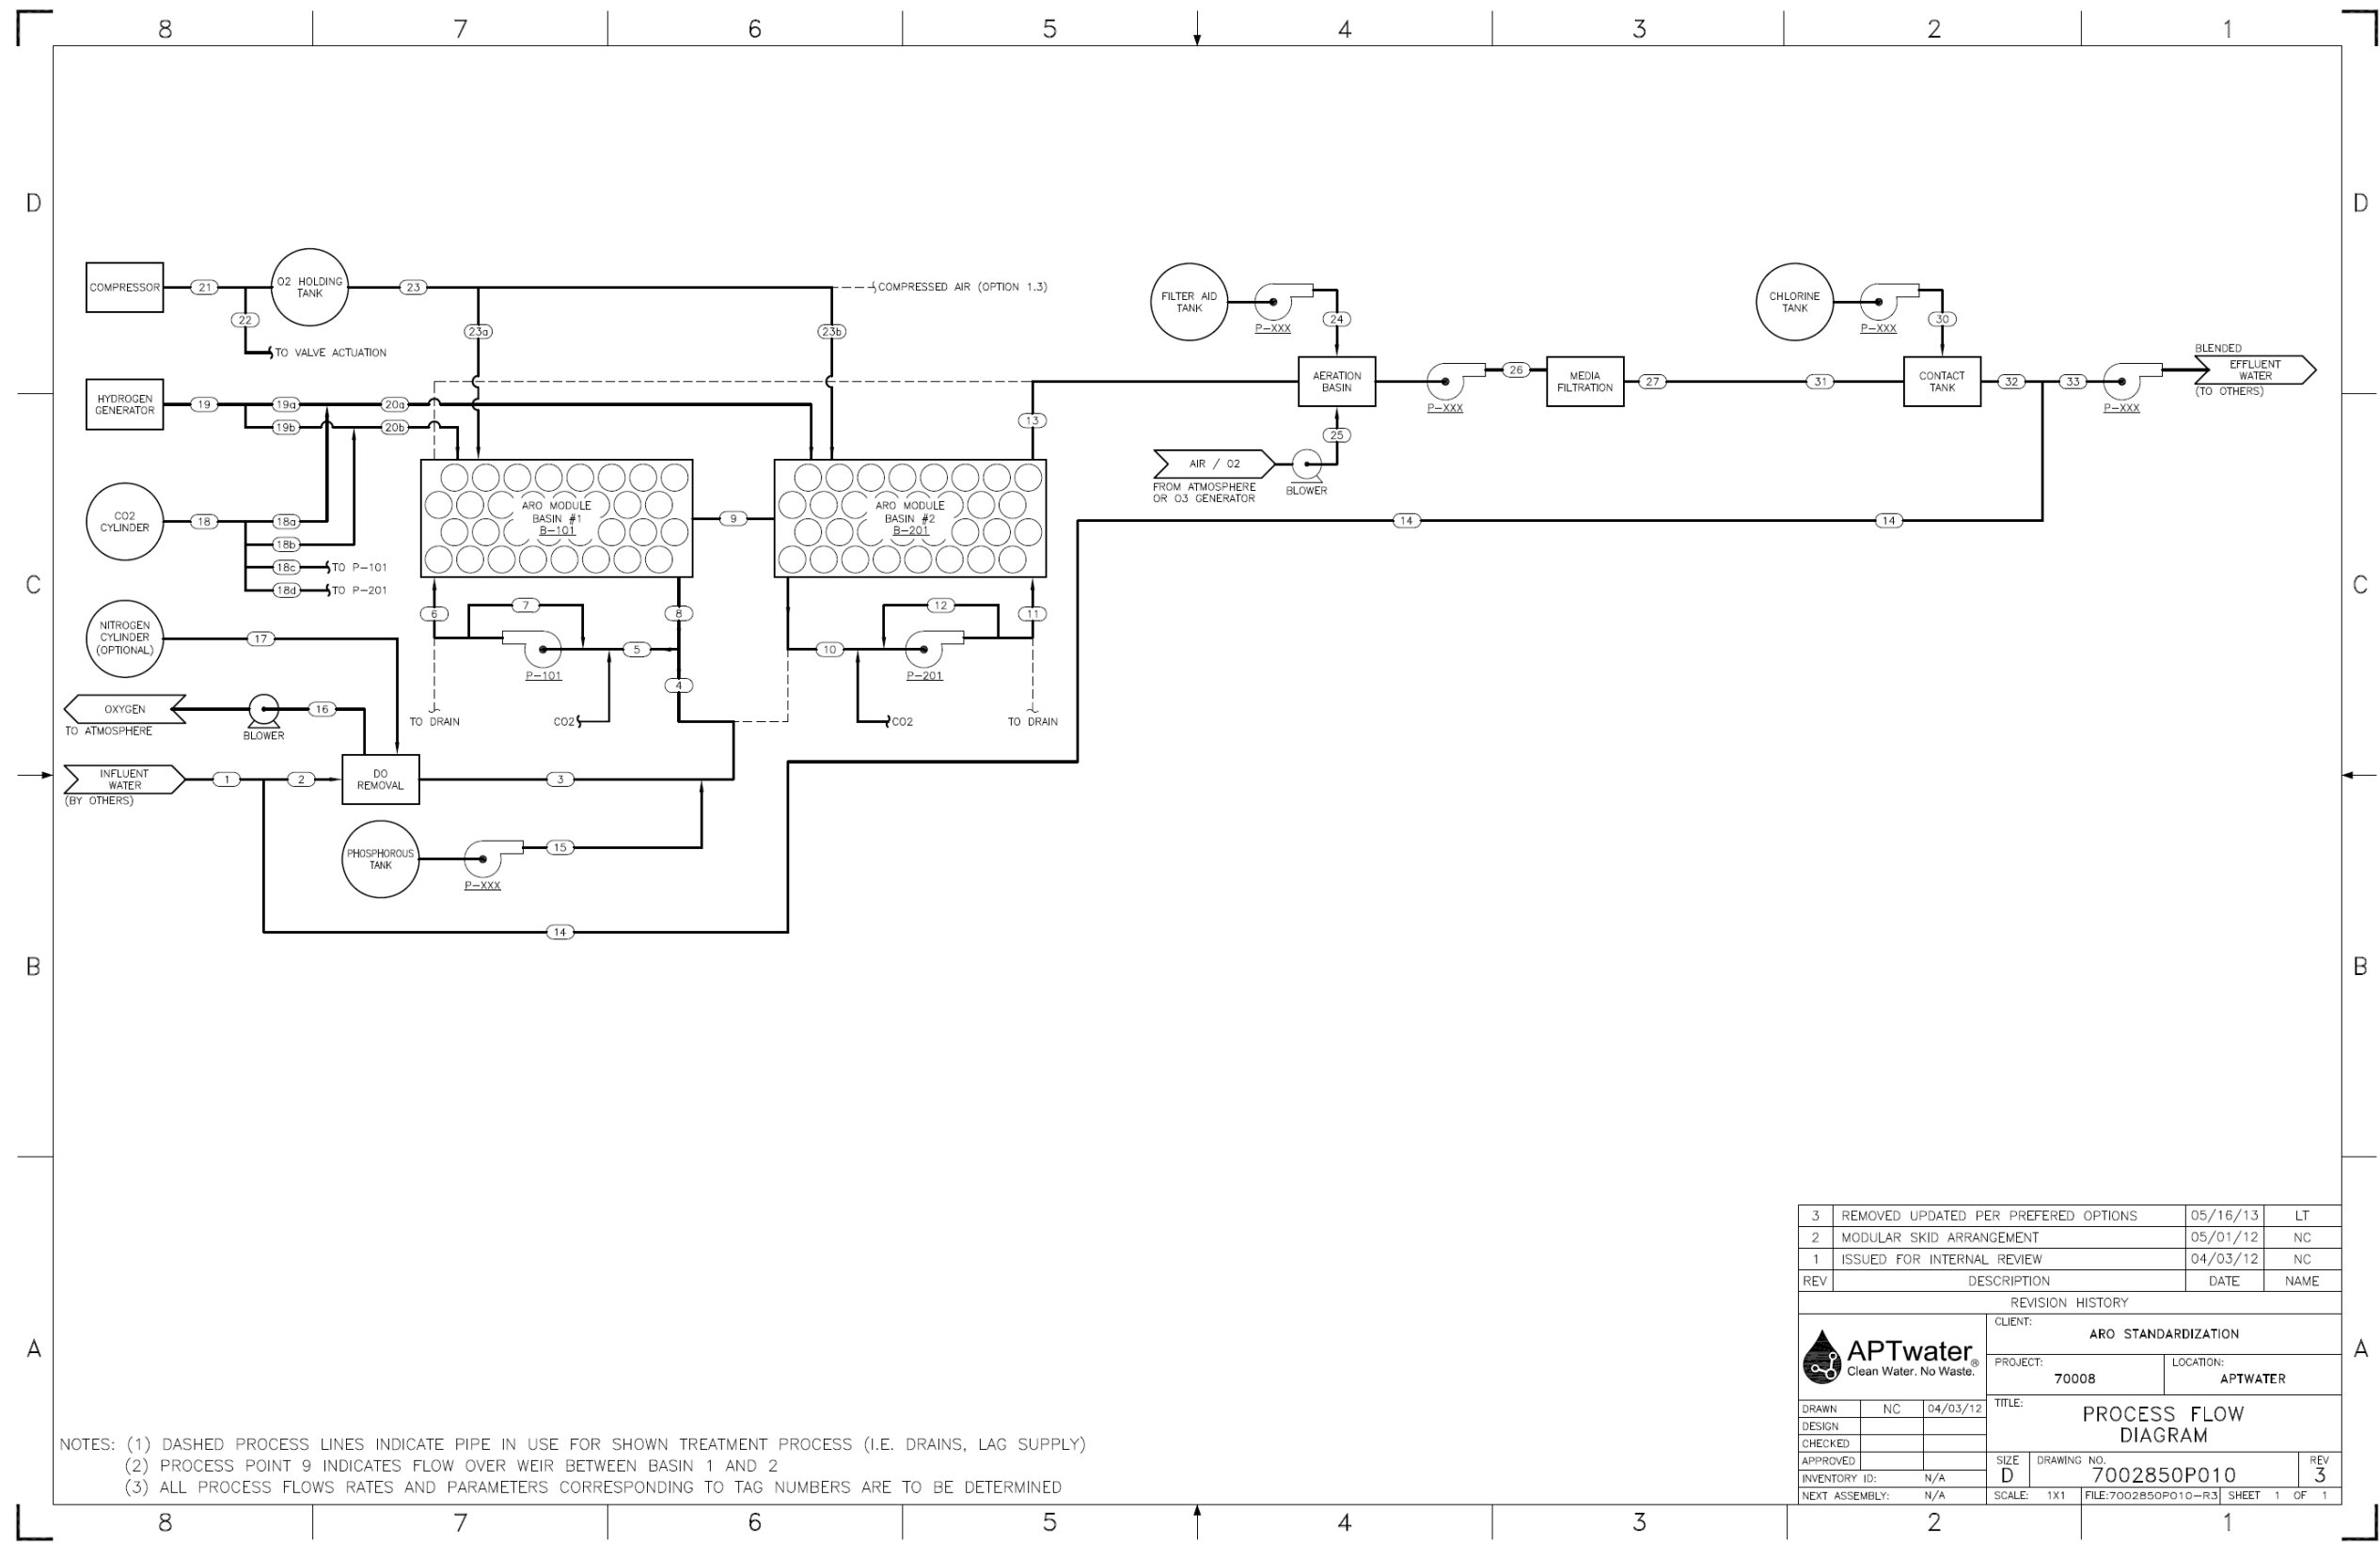 8 7 6 5 4 3 2 1
D D
COMPRESSOR
21
O2 HOLDING
TANK
23
COMPRESSED AIR (OPTION 1.3)
22
TO VALVE ACTUATION
23a
23b
HYDROGEN
GENERATOR
19
19a
20a
19b
20b
CO2
CYLINDER
18
18a
18b
18c
TO P-101
18d
TO P-201
ARO MODULE
BASIN #1
B-101
9
ARO MODULE
BASIN #2
B-201
13
NITROGEN
CYLINDER
(OPTIONAL)
17
6
7
8
5
P-101
4
TO DRAIN
CO2
12
11
10
P-201
CO2
TO DRAIN
OXYGEN
TO ATMOSPHERE
BLOWER
16
INFLUENT
WATER
(BY OTHERS)
1
2
DO
REMOVAL
3
PHOSPHOROUS
TANK
P-XXX
15
14
FILTER AID
TANK
P-XXX
24
AERATION
BASIN
25
AIR / O2
FROM ATMOSPHERE
OR O3 GENERATOR
BLOWER
P-XXX
26
MEDIA
FILTRATION
27
31
CHLORINE
TANK
P-XXX
30
CONTACT
TANK
32
33
P-XXX
BLENDED
EFFLUENT
WATER
(TO OTHERS)
14
14
C C
B B
A A
3 REMOVED UPDATED PER PREFERED OPTIONS 05/16/13 LT
2 MODULAR SKID ARRANGEMENT 05/01/12 NC
1 ISSUED FOR INTERNAL REVIEW 04/03/12 NC
REV DESCRIPTION DATE NAME
REVISION HISTORY
APTwater®
Clean Water. No Waste.
CLIENT:
ARO STANDARDIZATION
PROJECT:
70008
LOCATION:
APTWATER
DRAWN NC 04/03/12
DESIGN
CHECKED
APPROVED
INVENTORY ID: N/A
NEXT ASSEMBLY: N/A
TITLE:
PROCESS FLOW
DIAGRAM
SIZE
D
DRAWING NO.
7002850P010
REV
3
SCALE: 1X1
FILE:7002850P010-R3
SHEET 1 OF 1
NOTES: (1) DASHED PROCESS LINES INDICATE PIPE IN USE FOR SHOWN TREATMENT PROCESS (I.E. DRAINS, LAG SUPPLY)
(2) PROCESS POINT 9 INDICATES FLOW OVER WEIR BETWEEN BASIN 1 AND 2
(3) ALL PROCESS FLOWS RATES AND PARAMETERS CORRESPONDING TO TAG NUMBERS ARE TO BE DETERMINED
8 7 6 5 4 3 2 1